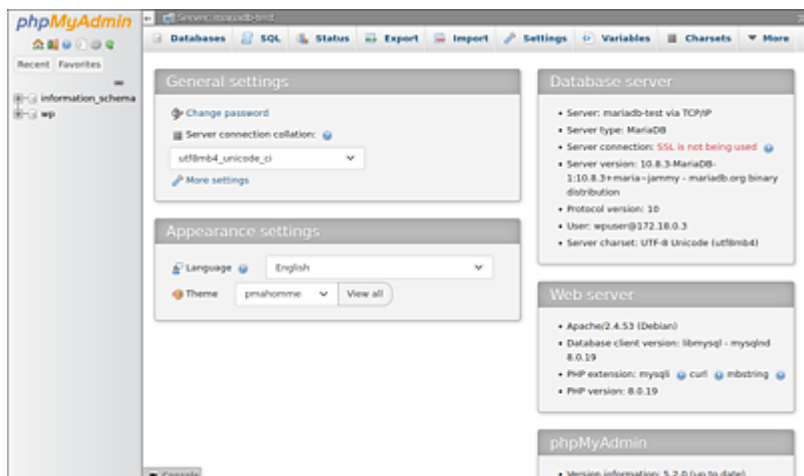 phpMyAdmin
Recent Favorites
information_schema
wp
Server: mariadb-test
Databases SQL Status Export Import Settings Variables Charsets More
General settings
Change password
Server connection collation:
utf8mb4_unicode_ci
More settings
Appearance settings
Language English
Theme pmahomme View all
Database server
Server: mariadb-test via TCP/IP
Server type: MariaDB
Server connection: SSL is not being used
Server version: 10.8.3-MariaDB-
1:10.8.3+maria~jammy - mariadb.org binary
distribution
Protocol version: 10
User: wpuser@172.18.0.3
Server charset: UTF-8 Unicode (utf8mb4)
Web server
Apache/2.4.53 (Debian)
Database client version: libmysql - mysqlnd
8.0.19
PHP extension: mysqli curl mbstring
PHP version: 8.0.19
phpMyAdmin
Version information: 5.2.0 (up to date)
Console